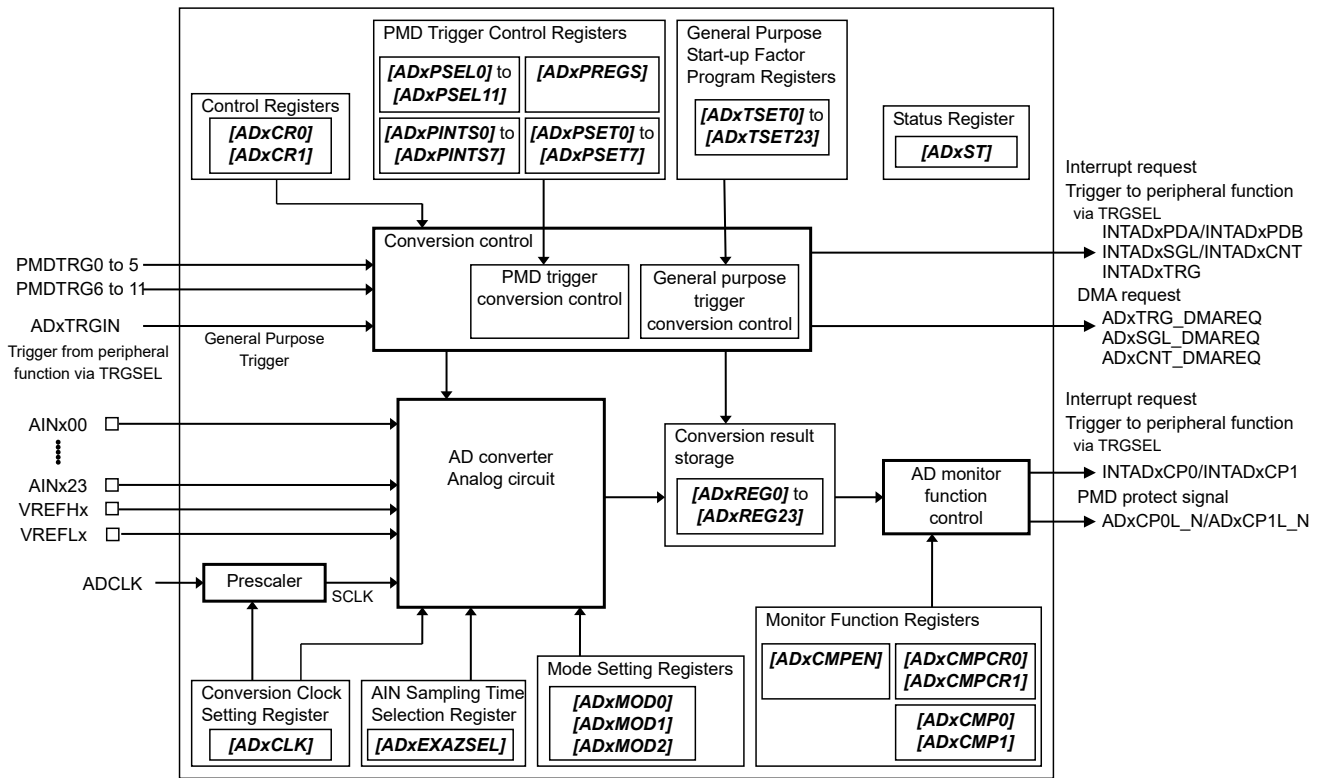 PMD Trigger Control Registers
[ADxPSEL0] to
[ADxPSEL11]
[ADxPREGS]
[ADxPINTS0] to
[ADxPINTS7]
[ADxPSET0] to
[ADxPSET7]
General Purpose
Start-up Factor
Program Registers
[ADxTSET0] to
[ADxTSET23]
Control Registers
[ADxCR0]
[ADxCR1]
Status Register
[ADxST]
Conversion control
PMD trigger
conversion control
General purpose
trigger
conversion control
PMDTRG0 to 5
PMDTRG6 to 11
ADxTRGIN
Trigger from peripheral
function via TRGSEL
General Purpose
Trigger
Interrupt request
Trigger to peripheral function
via TRGSEL
INTADxPDA/INTADxPDB
INTADxSGL/INTADxCNT
INTADxTRG
DMA request
ADxTRG_DMAREQ
ADxSGL_DMAREQ
ADxCNT_DMAREQ
AINx00
AINx23
VREFHx
VREFLx
ADCLK
Prescaler
SCLK
AD converter
Analog circuit
Conversion result
storage
[ADxREG0] to
[ADxREG23]
AD monitor
function
control
Interrupt request
Trigger to peripheral function
via TRGSEL
INTADxCP0/INTADxCP1
PMD protect signal
ADxCP0L_N/ADxCP1L_N
Conversion Clock
Setting Register
[ADxCLK]
AIN Sampling Time
Selection Register
[ADxEXAZSEL]
Mode Setting Registers
[ADxMOD0]
[ADxMOD1]
[ADxMOD2]
Monitor Function Registers
[ADxCMPEN]
[ADxCMPCR0]
[ADxCMPCR1]
[ADxCMP0]
[ADxCMP1]